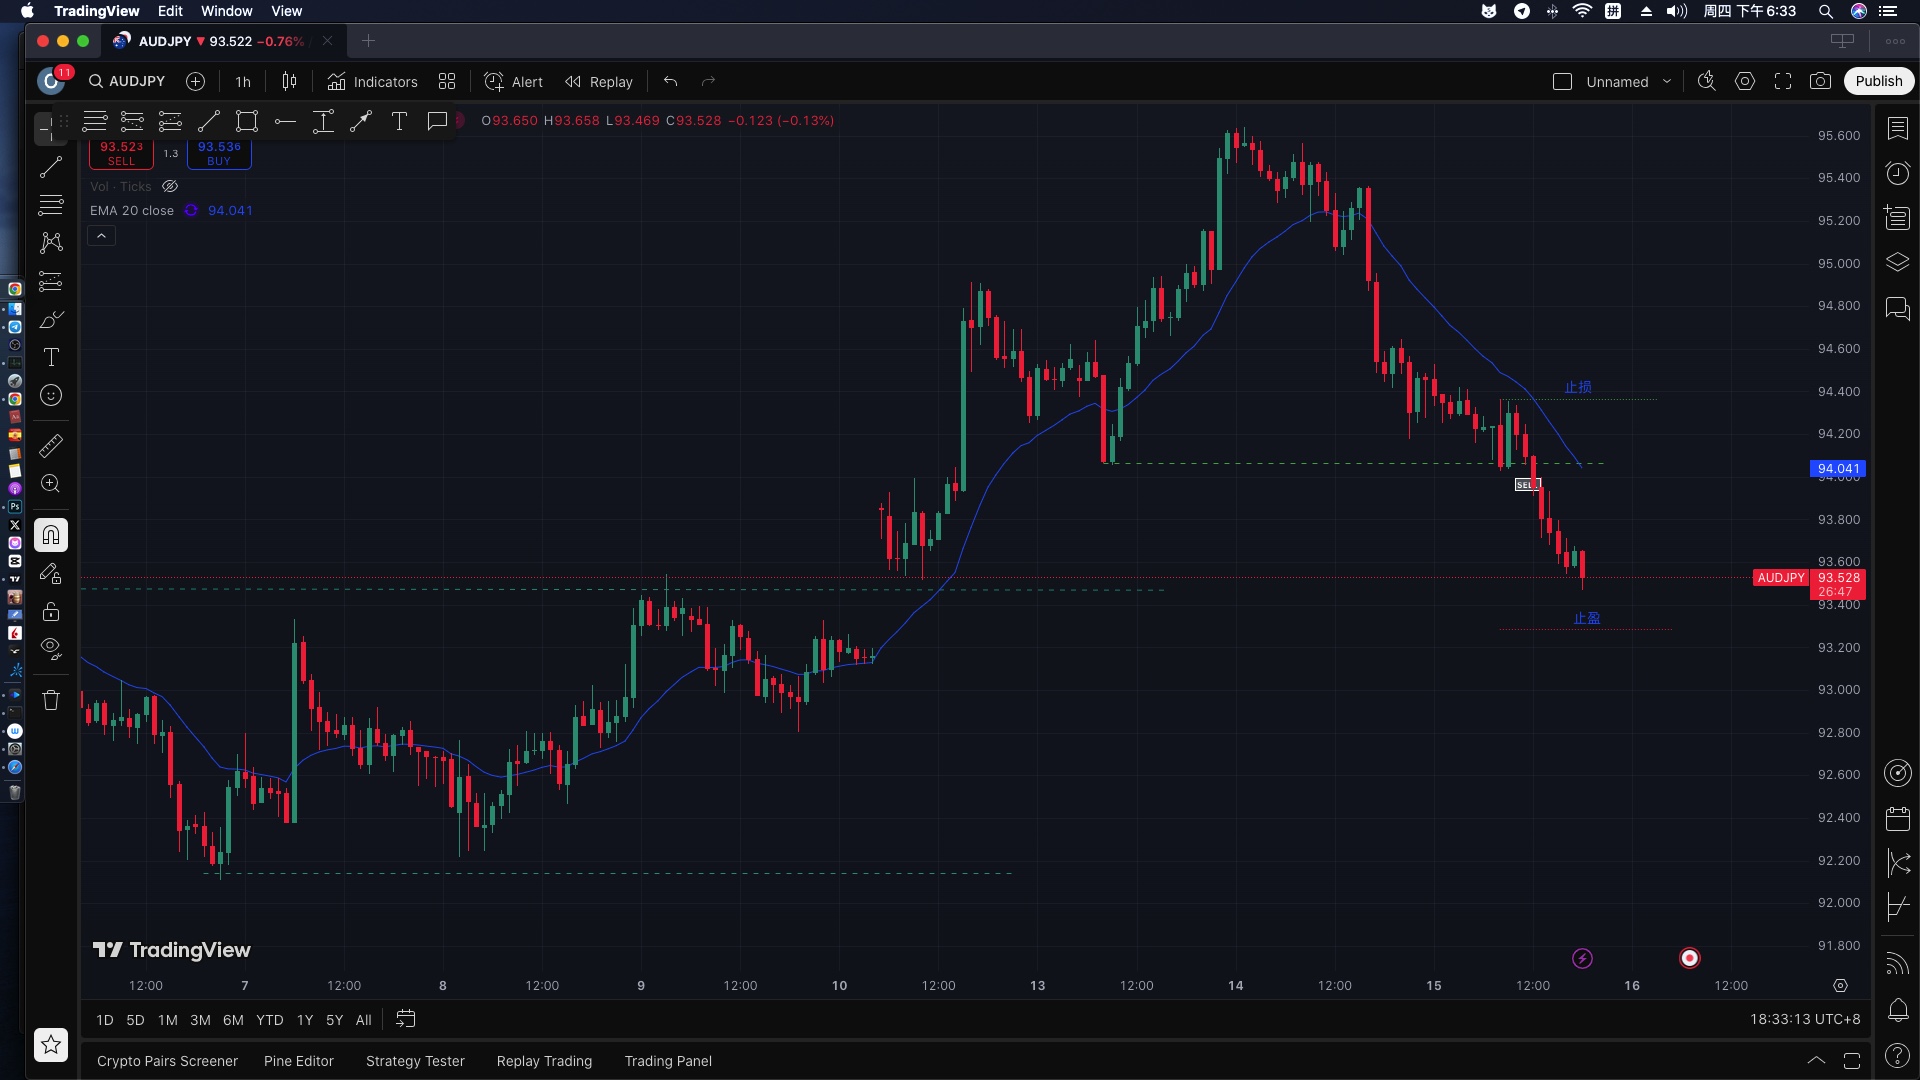 TradingView Edit Window View
周四 下午 6:33
AUDJPY ▼ 93.522 −0.76%
11
AUDJPY 1h Indicators Alert Replay Unnamed Publish
O93.650 H93.658 L93.469 C93.528 −0.123 (−0.13%)
93.523 SELL 1.3 93.536 BUY
Vol · Ticks
EMA 20 close 94.041
95.600
95.400
95.200
95.000
94.800
94.600
止损
94.400
94.200
94.041
94.000
SELL
93.800
93.600
AUDJPY 93.528
26:47
93.400
止盈
93.200
93.000
92.800
92.600
92.400
92.200
92.000
91.800
TradingView
12:00 7 12:00 8 12:00 9 12:00 10 12:00 13 12:00 14 12:00 15 12:00 16 12:00
1D 5D 1M 3M 6M YTD 1Y 5Y All
18:33:13 UTC+8
Crypto Pairs Screener Pine Editor Strategy Tester Replay Trading Trading Panel